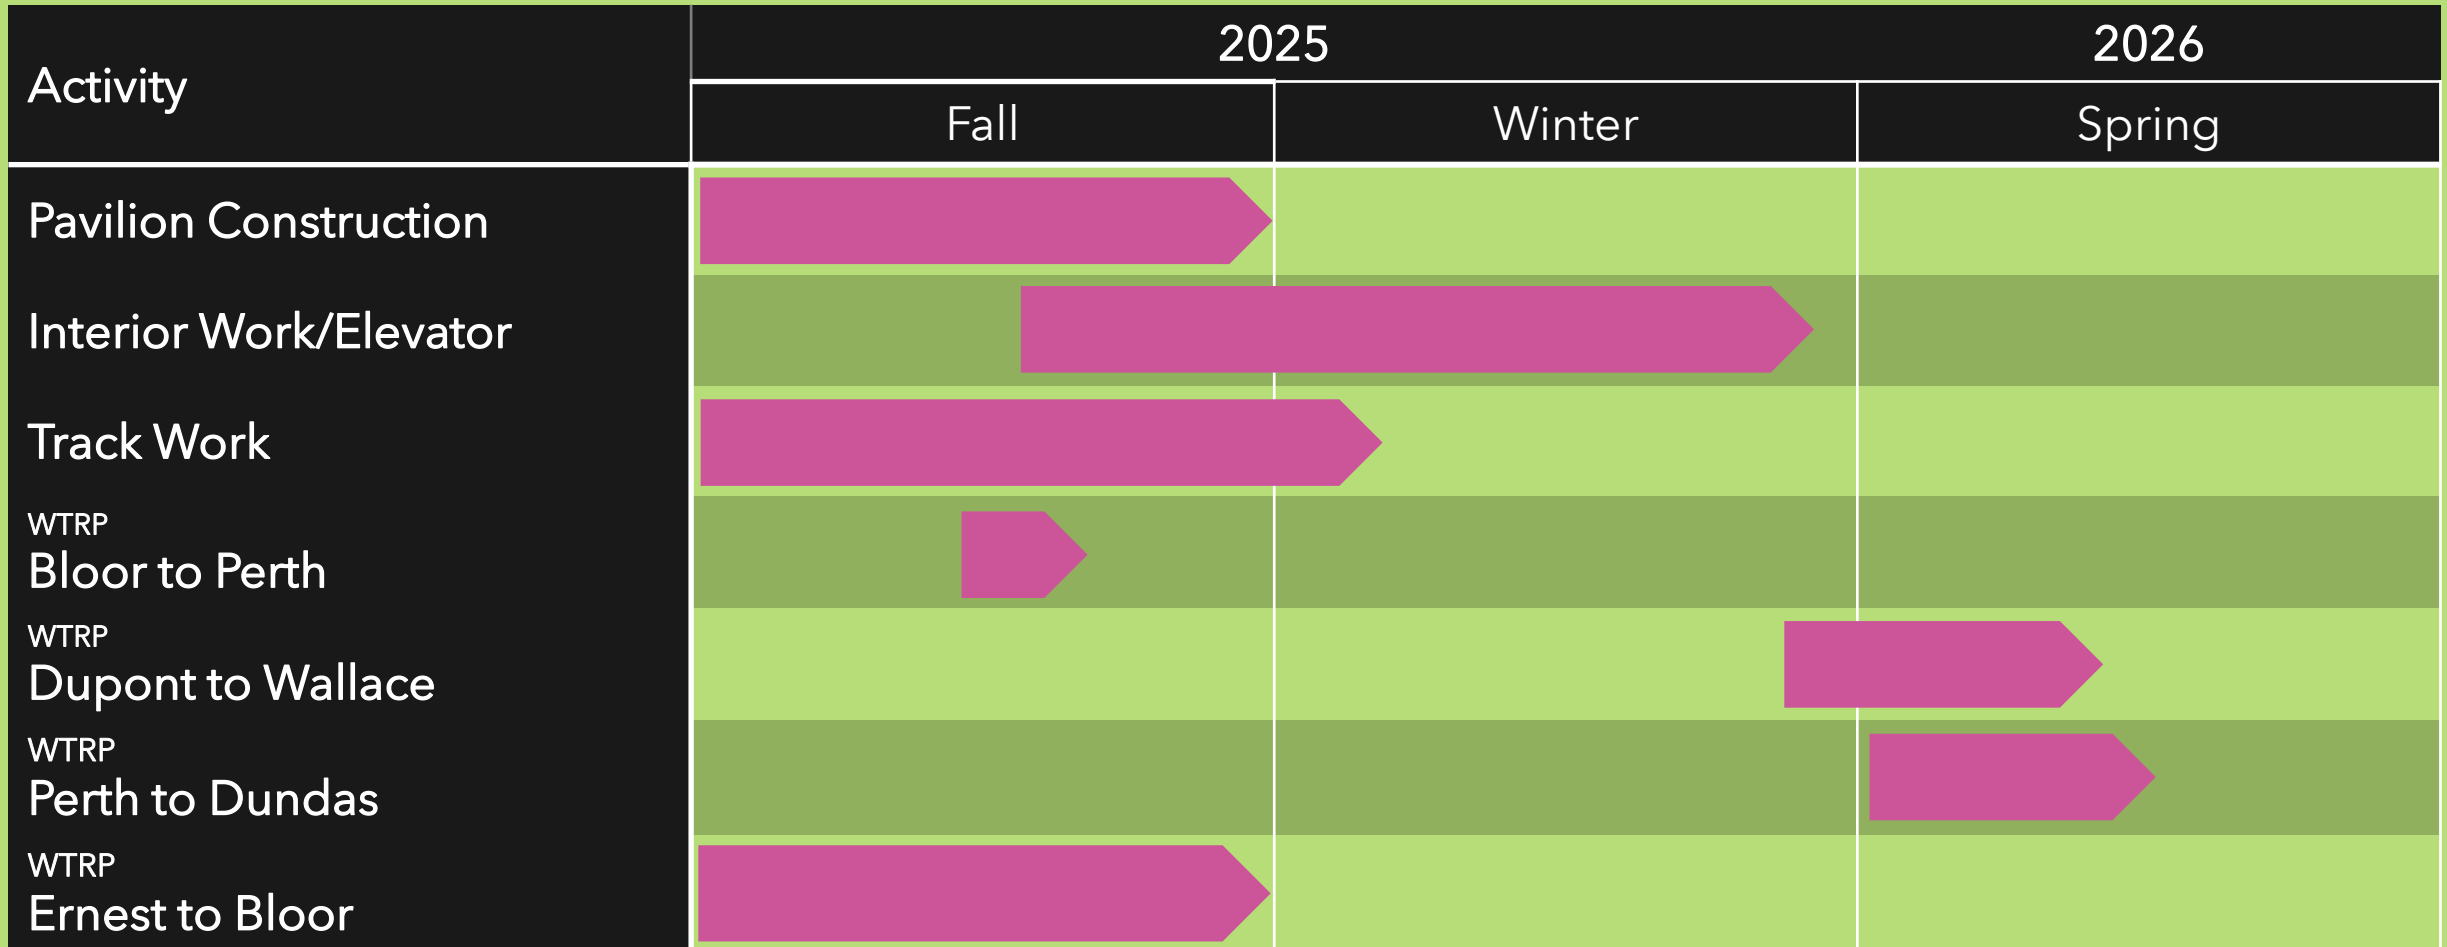 Activity
2025
2026
Fall
Winter
Spring
Pavilion Construction
Interior Work/Elevator
Track Work
WTRP
Bloor to Perth
WTRP
Dupont to Wallace
WTRP
Perth to Dundas
WTRP
Ernest to Bloor